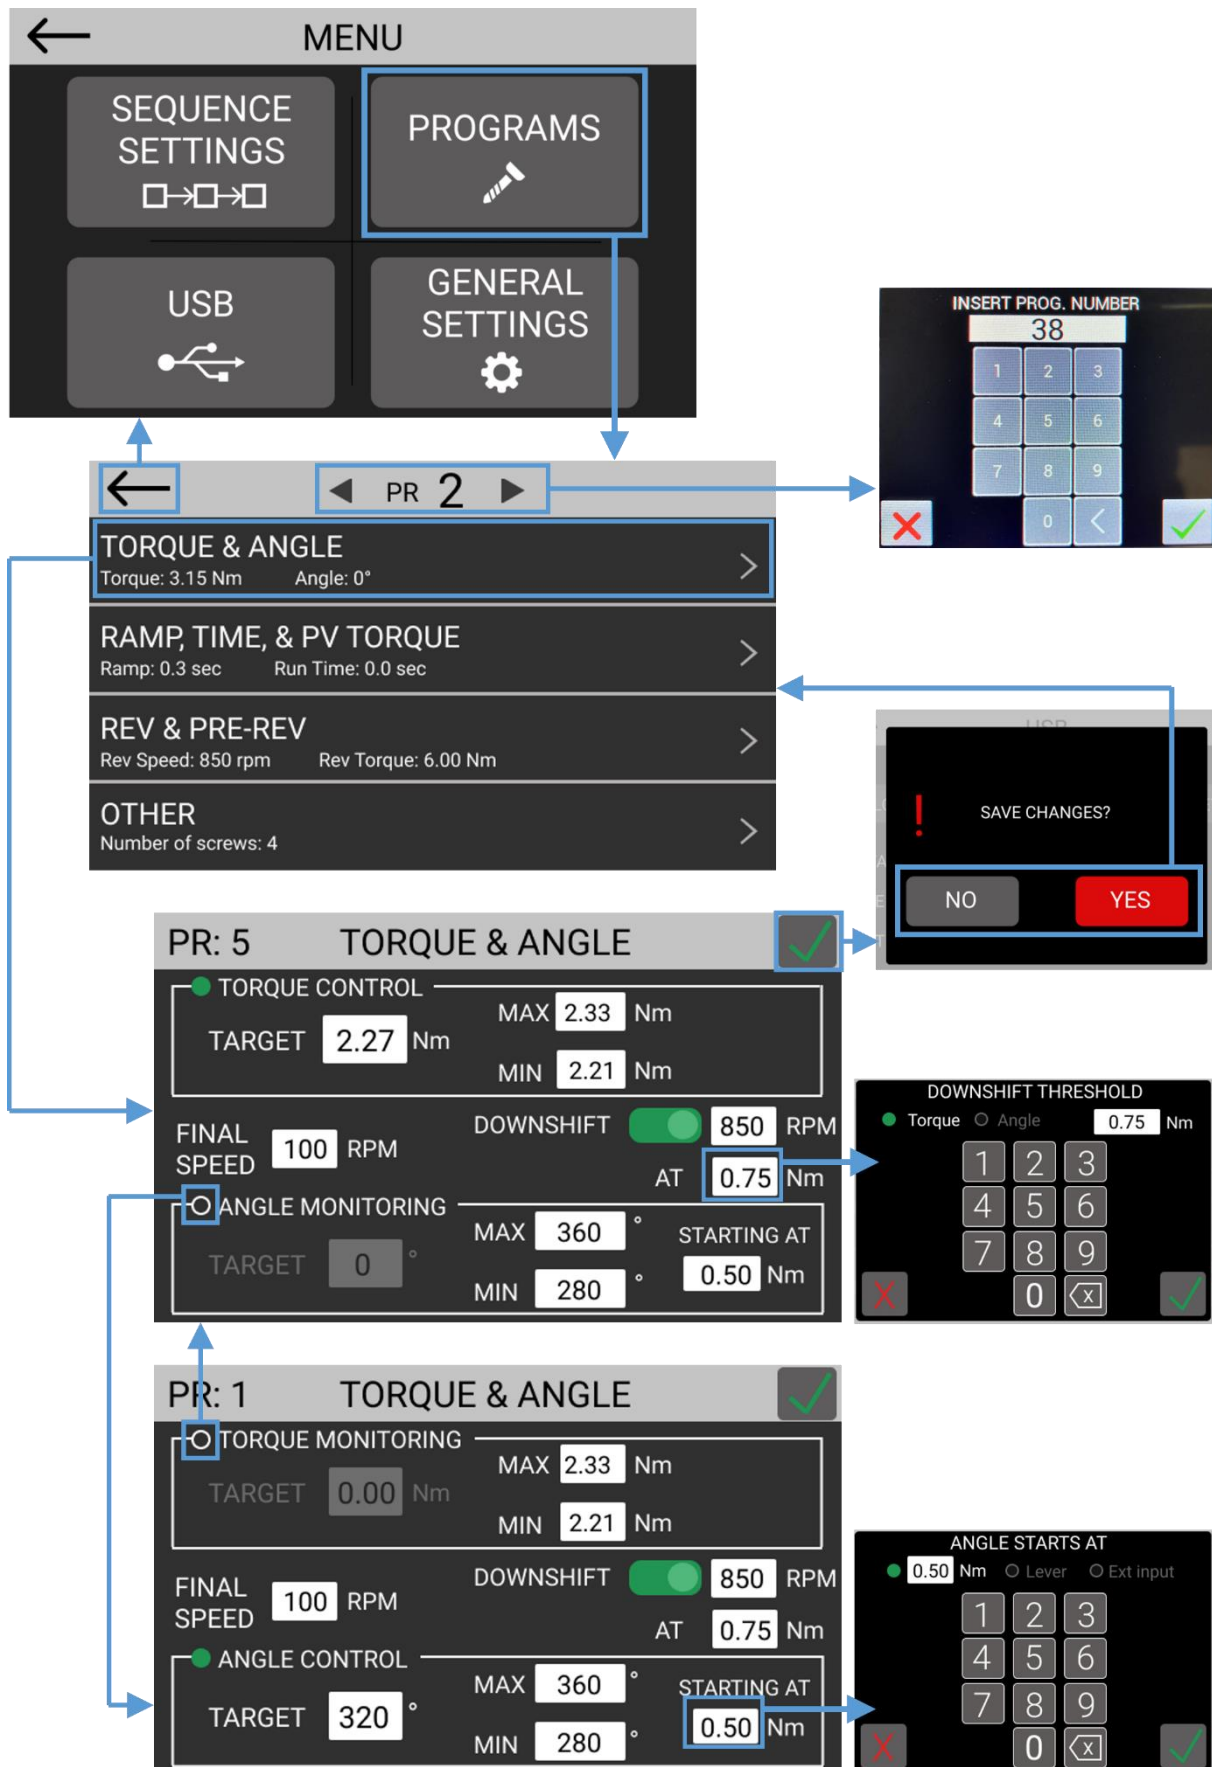 MENU
SEQUENCE
SETTINGS
PROGRAMS
USB
GENERAL
SETTINGS
INSERT PROG. NUMBER
38
1 2 3
4 5 6
7 8 9
0
PR 2
TORQUE & ANGLE
Torque: 3.15 Nm Angle: 0°
RAMP, TIME, & PV TORQUE
Ramp: 0.3 sec Run Time: 0.0 sec
REV & PRE-REV
Rev Speed: 850 rpm Rev Torque: 6.00 Nm
OTHER
Number of screws: 4
USB
! SAVE CHANGES?
NO YES
PR: 5 TORQUE & ANGLE
TORQUE CONTROL
TARGET 2.27 Nm
MAX 2.33 Nm
MIN 2.21 Nm
FINAL
SPEED 100 RPM
DOWNSHIFT 850 RPM
AT 0.75 Nm
ANGLE MONITORING
TARGET 0 °
MAX 360 °
MIN 280 °
STARTING AT
0.50 Nm
DOWNSHIFT THRESHOLD
Torque Angle 0.75 Nm
1 2 3
4 5 6
7 8 9
0 X
X
PR: 1 TORQUE & ANGLE
TORQUE MONITORING
TARGET 0.00 Nm
MAX 2.33 Nm
MIN 2.21 Nm
FINAL
SPEED 100 RPM
DOWNSHIFT 850 RPM
AT 0.75 Nm
ANGLE CONTROL
TARGET 320 °
MAX 360 °
MIN 280 °
STARTING AT
0.50 Nm
ANGLE STARTS AT
0.50 Nm Lever Ext input
1 2 3
4 5 6
7 8 9
0 X
X